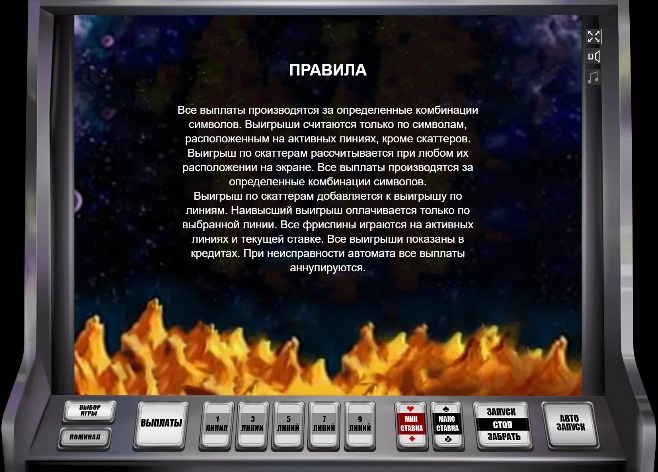 ПРАВИЛА
Все выплаты производятся за определенные комбинации
символов. Выигрыши считаются только по символам,
расположенным на активных линиях, кроме скаттеров.
Выигрыш по скаттерам рассчитывается при любом их
расположении на экране. Все выплаты производятся за
определенные комбинации символов.
Выигрыш по скаттерам добавляется к выигрышу по
линиям. Наивысший выигрыш оплачивается только по
выбранной линии. Все фриспины играются на активных
линиях и текущей ставке. Все выигрыши показаны в
кредитах. При неисправности автомата все выплаты
аннулируются.
ВЫБОР
ИГРЫ
НОМИНАЛ
ВЫПЛАТЫ
1
ЛИНИЯ
3
ЛИНИИ
5
ЛИНИЙ
7
ЛИНИЙ
9
ЛИНИЙ
МИН
СТАВКА
МАКС
СТАВКА
ЗАПУСК
СТОП
ЗАБРАТЬ
АВТО
ЗАПУСК